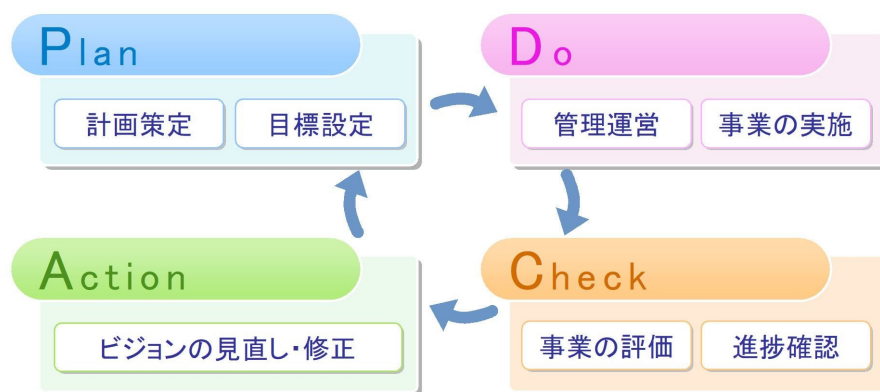 Plan
計画策定 目標設定
Do
管理運営 事業の実施
Action
ビジョンの見直し・修正
Check
事業の評価 進捗確認